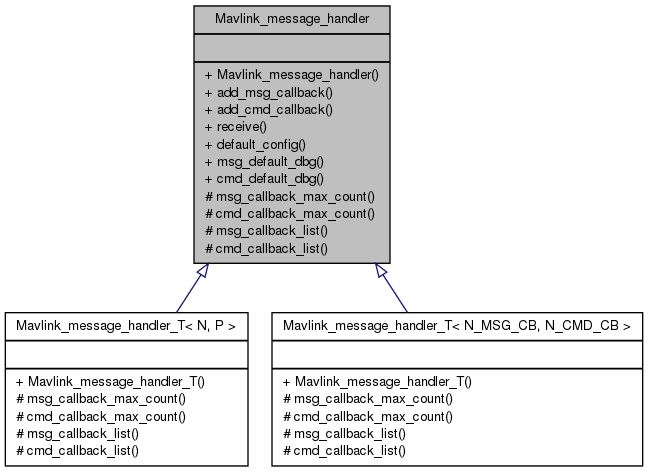 Mavlink_message_handler
+ Mavlink_message_handler()
+ add_msg_callback()
+ add_cmd_callback()
+ receive()
+ default_config()
+ msg_default_dbg()
+ cmd_default_dbg()
# msg_callback_max_count()
# cmd_callback_max_count()
# msg_callback_list()
# cmd_callback_list()
Mavlink_message_handler_T< N, P >
+ Mavlink_message_handler_T()
# msg_callback_max_count()
# cmd_callback_max_count()
# msg_callback_list()
# cmd_callback_list()
Mavlink_message_handler_T< N_MSG_CB, N_CMD_CB >
+ Mavlink_message_handler_T()
# msg_callback_max_count()
# cmd_callback_max_count()
# msg_callback_list()
# cmd_callback_list()